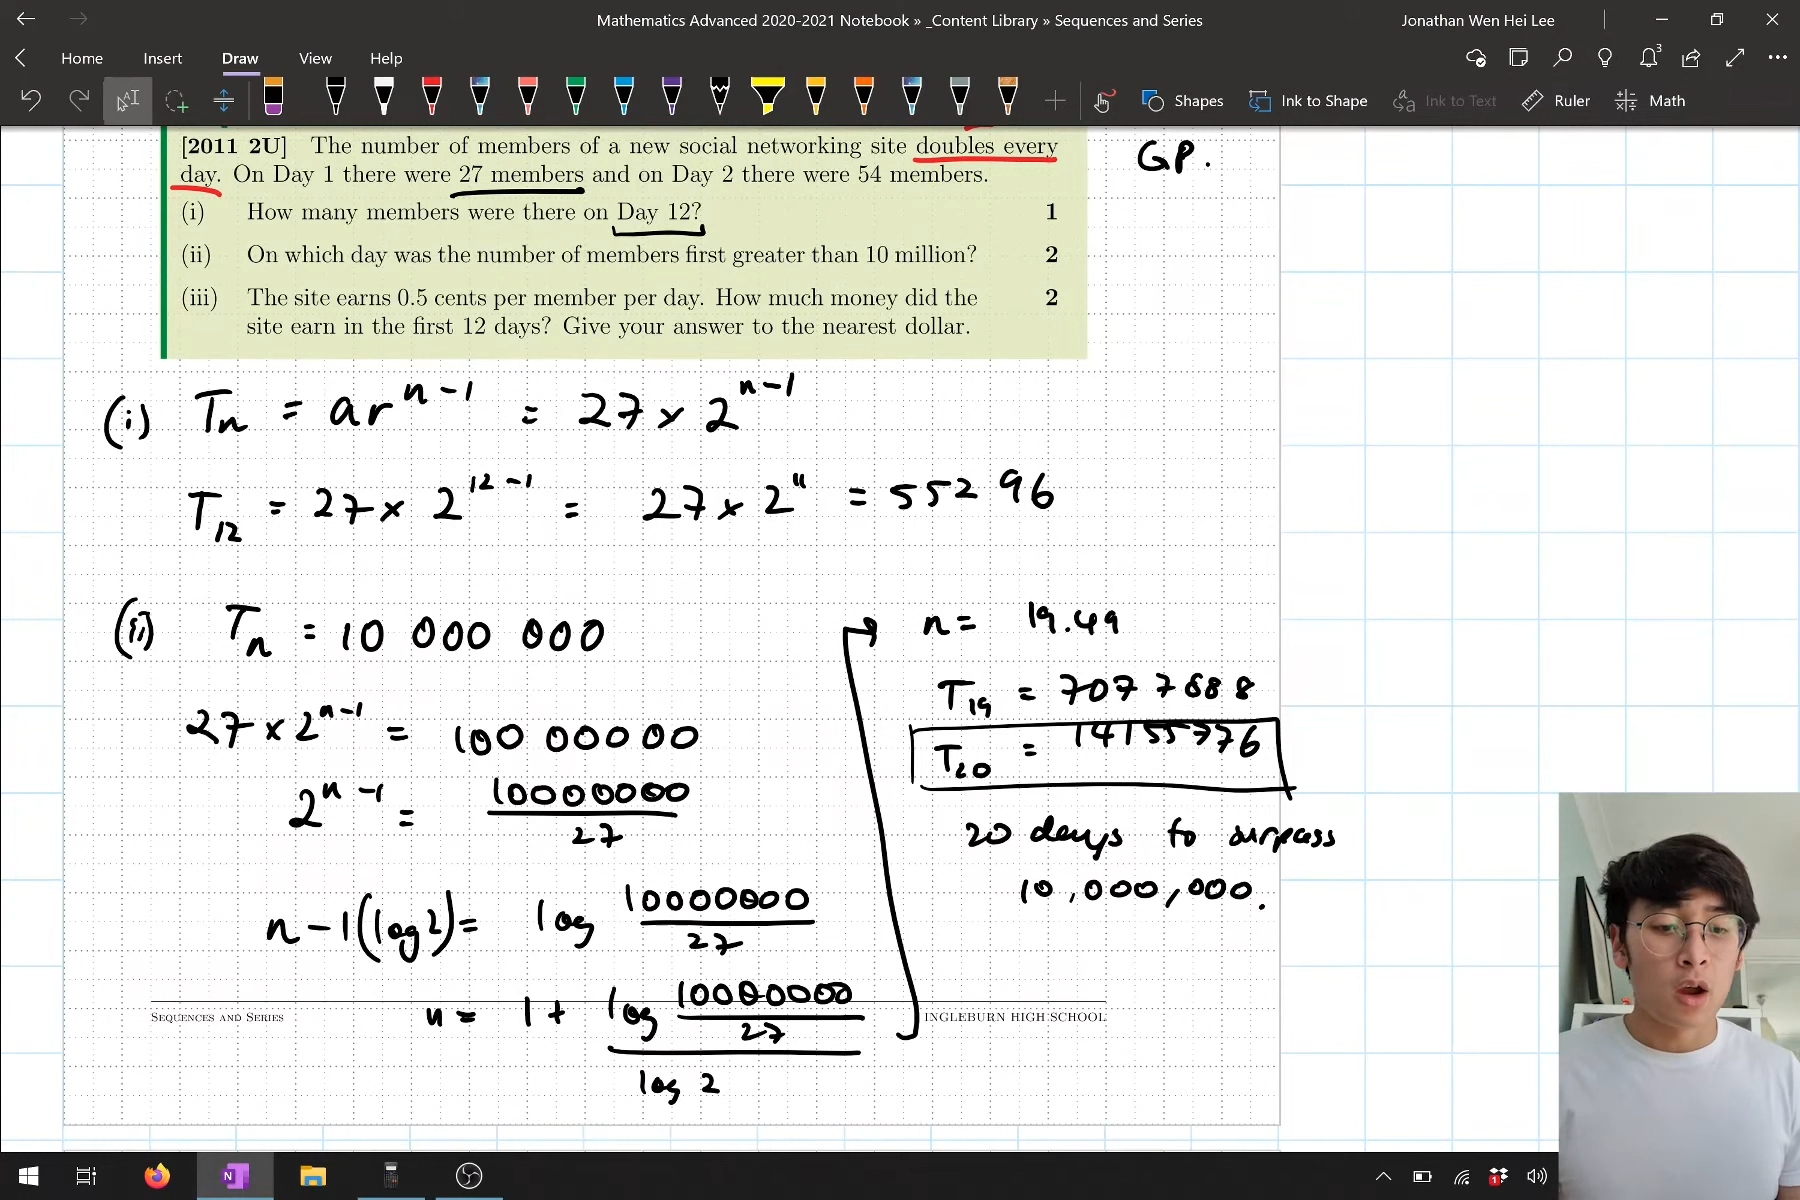 Mathematics Advanced 2020-2021 Notebook » _Content Library » Sequences and Series
Jonathan Wen Hei Lee
Home Insert Draw View Help
3
Shapes Ink to Shape Ink to Text Ruler Math
[2011 2U] The number of members of a new social networking site doubles every
day. On Day 1 there were 27 members and on Day 2 there were 54 members.
GP.
(i) How many members were there on Day 12? 1
(ii) On which day was the number of members first greater than 10 million? 2
(iii) The site earns 0.5 cents per member per day. How much money did the 2
site earn in the first 12 days? Give your answer to the nearest dollar.
(i) Tn = ar^(n-1) = 27 × 2^(n-1)
T12 = 27 × 2^(12-1) = 27 × 2^11 = 55296
(ii) Tn = 10 000 000
27 × 2^(n-1) = 100 000 00
2^(n-1) = 10000000/27
n-1(log2) = log 10000000/27
n = 1 + log 10000000/27 / log 2
n = 19.49
T19 = 7077888
T20 = 14155776
20 days to surpass
10,000,000.
SEQUENCES AND SERIES
INGLEBURN HIGH SCHOOL
N
1